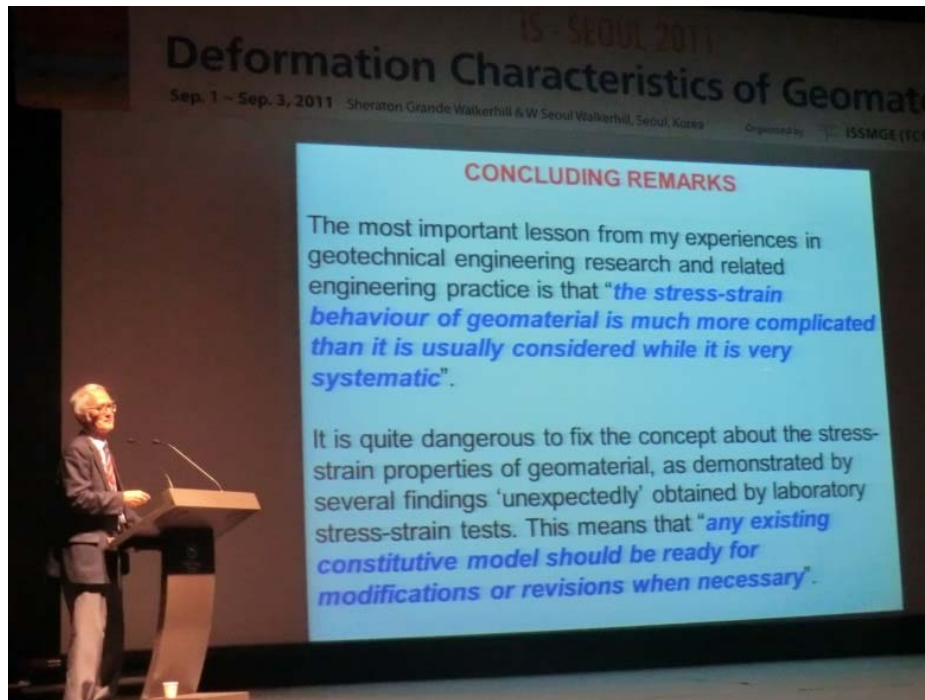 IS - SEOUL 2011
Deformation Characteristics of Geomate
Sep. 1 ~ Sep. 3, 2011 Sheraton Grande Walkerhill & W Seoul Walkerhill, Seoul, Korea Organized by ISSMGE (TC
CONCLUDING REMARKS
The most important lesson from my experiences in
geotechnical engineering research and related
engineering practice is that “the stress-strain
behaviour of geomaterial is much more complicated
than it is usually considered while it is very
systematic”.
It is quite dangerous to fix the concept about the stress-
strain properties of geomaterial, as demonstrated by
several findings ‘unexpectedly’ obtained by laboratory
stress-strain tests. This means that “any existing
constitutive model should be ready for
modifications or revisions when necessary”.